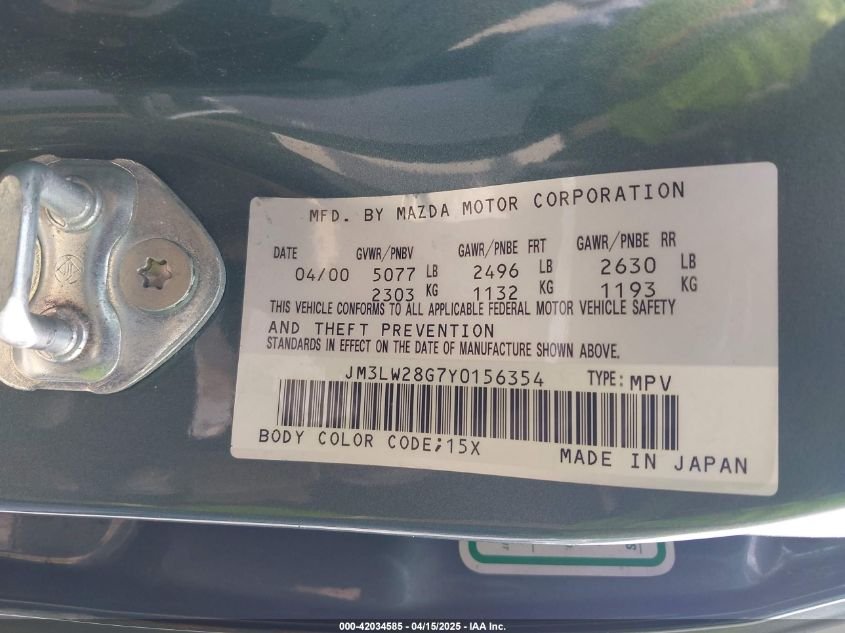 MFD. BY MAZDA MOTOR CORPORATION
DATE GVWR/PNBV GAWR/PNBE FRT GAWR/PNBE RR
04/00 5077 LB 2496 LB 2630 LB
2303 KG 1132 KG 1193 KG
THIS VEHICLE CONFORMS TO ALL APPLICABLE FEDERAL MOTOR VEHICLE SAFETY
AND THEFT PREVENTION
STANDARDS IN EFFECT ON THE DATE OF MANUFACTURE SHOWN ABOVE.
JM3LW28G7Y0156354 TYPE: MPV
BODY COLOR CODE;15X
MADE IN JAPAN
000-42034585 - 04/15/2025 - IAA Inc.